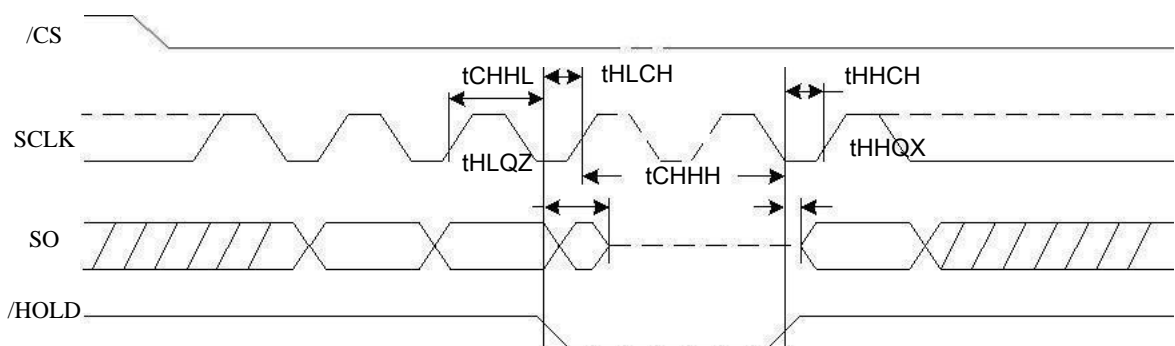 /CS
tCHHL
tHLCH
tHHCH
SCLK
tHLQZ
tCHHH
tHHQX
SO
/HOLD